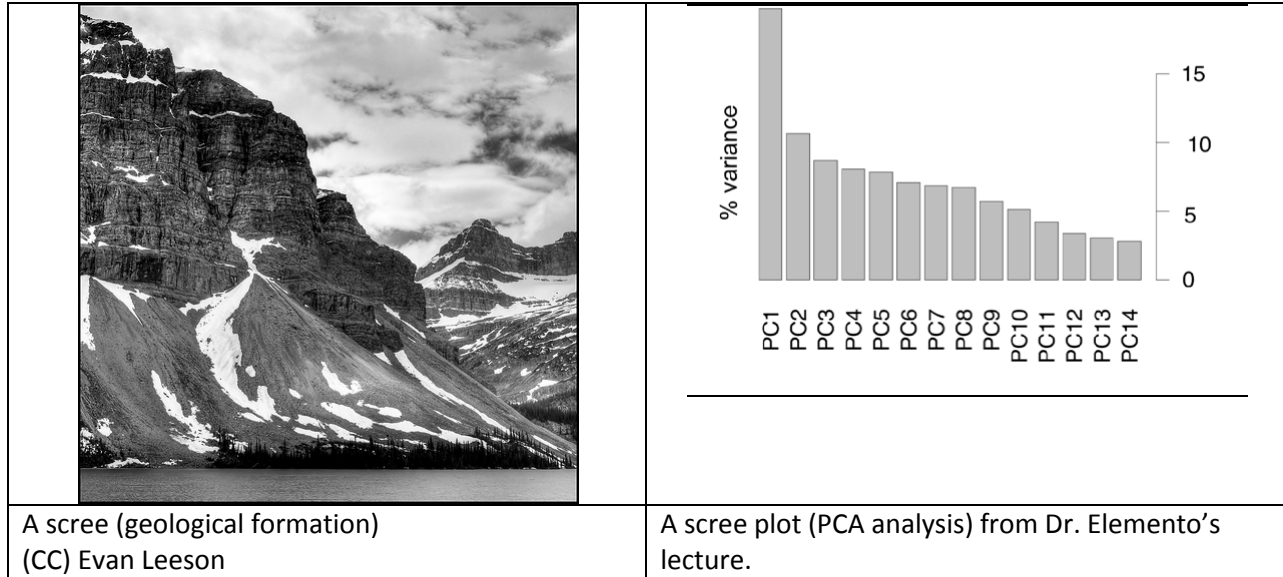 % variance
15
10
5
0
PC1
PC2
PC3
PC4
PC5
PC6
PC7
PC8
PC9
PC10
PC11
PC12
PC13
PC14
A scree (geological formation)
(CC) Evan Leeson
A scree plot (PCA analysis) from Dr. Elemento’s
lecture.